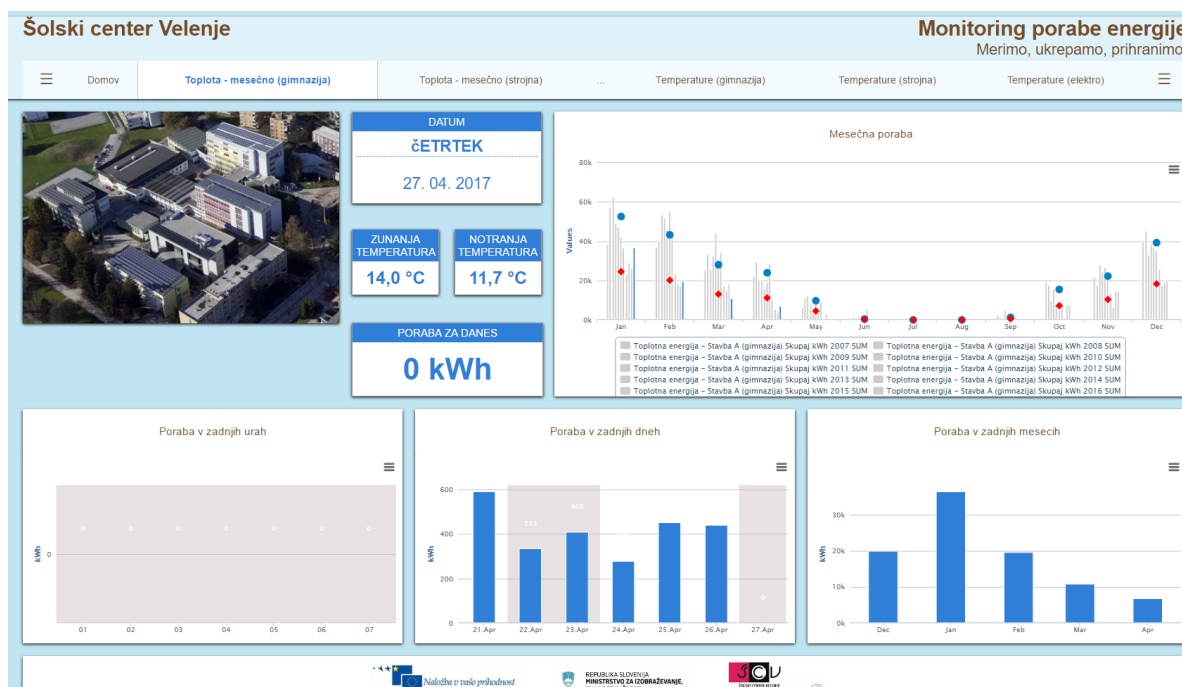 Šolski center Velenje
Monitoring porabe energije
Merimo, ukrepamo, prihranimo
Domov
Toplota - mesečno (gimnazija)
Toplota - mesečno (strojna)
...
Temperature (gimnazija)
Temperature (strojna)
Temperature (elektro)
DATUM
čETRTEK
27. 04. 2017
ZUNANJA
TEMPERATURA
14,0 °C
NOTRANJA
TEMPERATURA
11,7 °C
PORABA ZA DANES
0 kWh
Mesečna poraba
Values
80k
60k
40k
20k
0k
Jan Feb Mar Apr May Jun Jul Aug Sep Oct Nov Dec
Toplotna energija – Stavba A (gimnazija) Skupaj kWh 2007 SUM Toplotna energija – Stavba A (gimnazija) Skupaj kWh 2008 SUM
Toplotna energija – Stavba A (gimnazija) Skupaj kWh 2009 SUM Toplotna energija – Stavba A (gimnazija) Skupaj kWh 2010 SUM
Toplotna energija – Stavba A (gimnazija) Skupaj kWh 2011 SUM Toplotna energija – Stavba A (gimnazija) Skupaj kWh 2012 SUM
Toplotna energija – Stavba A (gimnazija) Skupaj kWh 2013 SUM Toplotna energija – Stavba A (gimnazija) Skupaj kWh 2014 SUM
Toplotna energija – Stavba A (gimnazija) Skupaj kWh 2015 SUM Toplotna energija – Stavba A (gimnazija) Skupaj kWh 2016 SUM
Poraba v zadnjih urah
kWh
0 0 0 0 0 0 0
0
01 02 03 04 05 06 07
Poraba v zadnjih dneh
kWh
600
400
200
0
333
0
21.Apr 22.Apr 23.Apr 24.Apr 25.Apr 26.Apr 27.Apr
Poraba v zadnjih mesecih
kWh
30k
20k
10k
0k
Dec Jan Feb Mar Apr
Naložba v vašo prihodnost
REPUBLIKA SLOVENIJA
MINISTRSTVO ZA IZOBRAŽEVANJE,